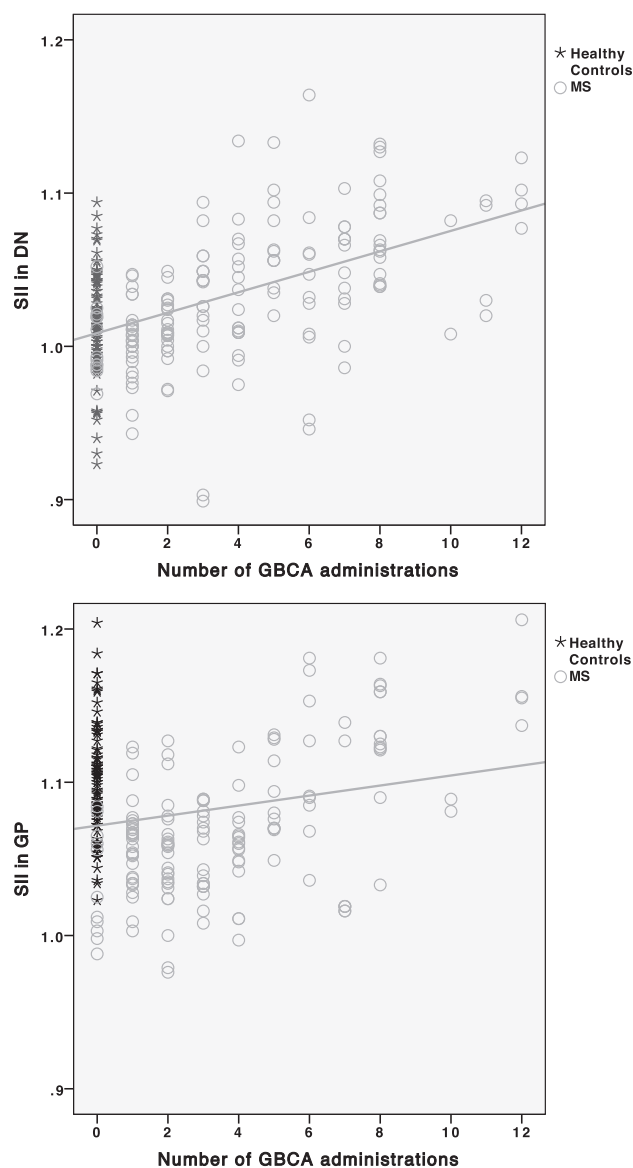 1.2
1.1
1.0
.9
SII in DN
0 2 4 6 8 10 12
Number of GBCA administrations
Healthy
Controls
MS
1.2
1.1
1.0
.9
SII in GP
0 2 4 6 8 10 12
Number of GBCA administrations
Healthy
Controls
MS